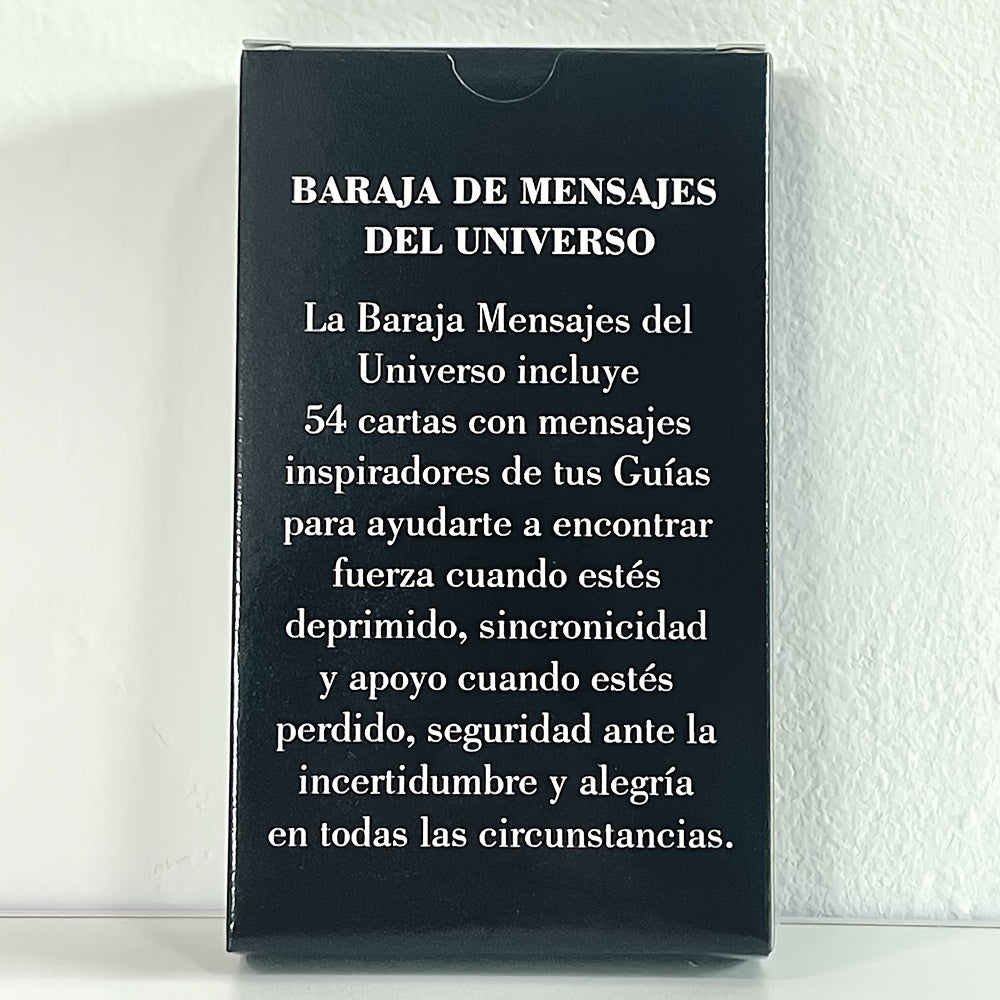 BARAJA DE MENSAJES
DEL UNIVERSO
La Baraja Mensajes del
Universo incluye
54 cartas con mensajes
inspiradores de tus Guías
para ayudarte a encontrar
fuerza cuando estés
deprimido, sincronicidad
y apoyo cuando estés
perdido, seguridad ante la
incertidumbre y alegría
en todas las circunstancias.